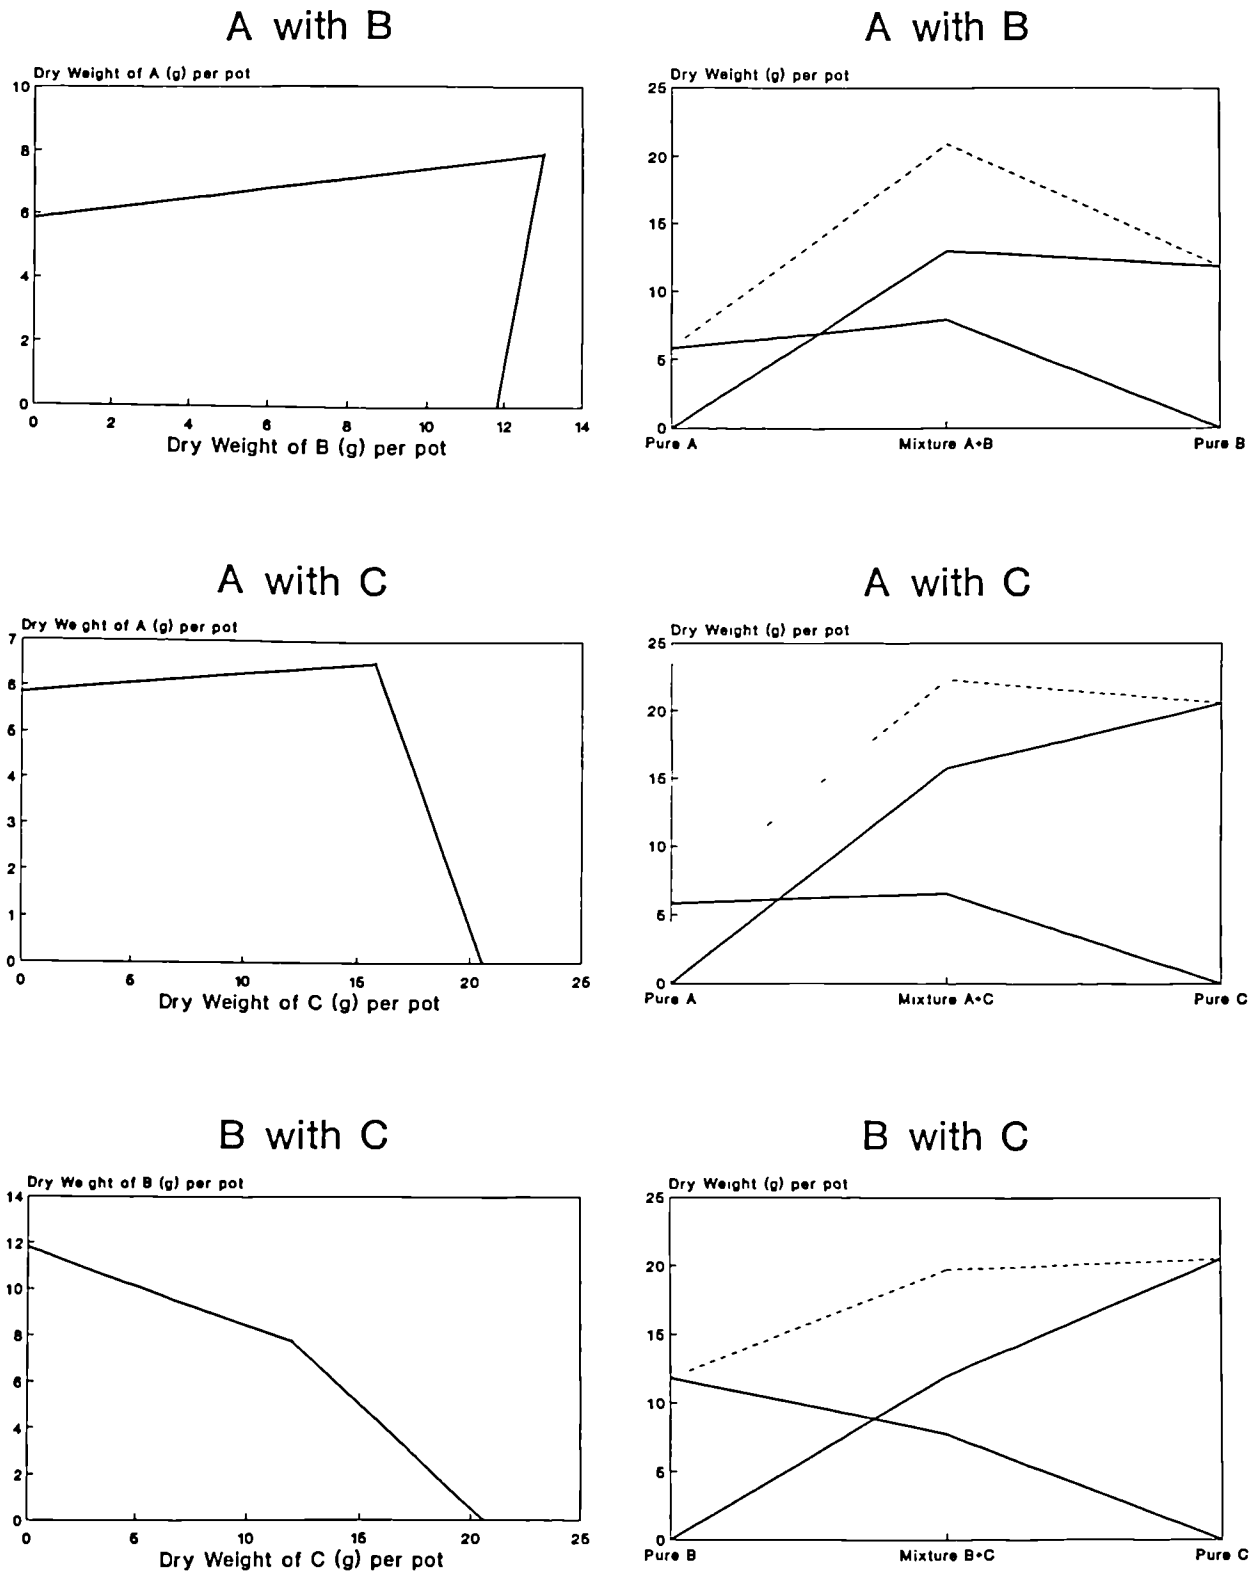 A with B
Dry Weight of A (g) per pot
10
8
6
4
2
0
0 2 4 6 8 10 12 14
Dry Weight of B (g) per pot
A with B
Dry Weight (g) per pot
25
20
15
10
5
0
Pure A Mixture A+B Pure B
A with C
Dry Weight of A (g) per pot
7
6
5
4
3
2
1
0
0 5 10 15 20 25
Dry Weight of C (g) per pot
A with C
Dry Weight (g) per pot
25
20
15
10
5
0
Pure A Mixture A+C Pure C
B with C
Dry Weight of B (g) per pot
14
12
10
8
6
4
2
0
0 5 10 15 20 25
Dry Weight of C (g) per pot
B with C
Dry Weight (g) per pot
25
20
15
10
5
0
Pure B Mixture B+C Pure C